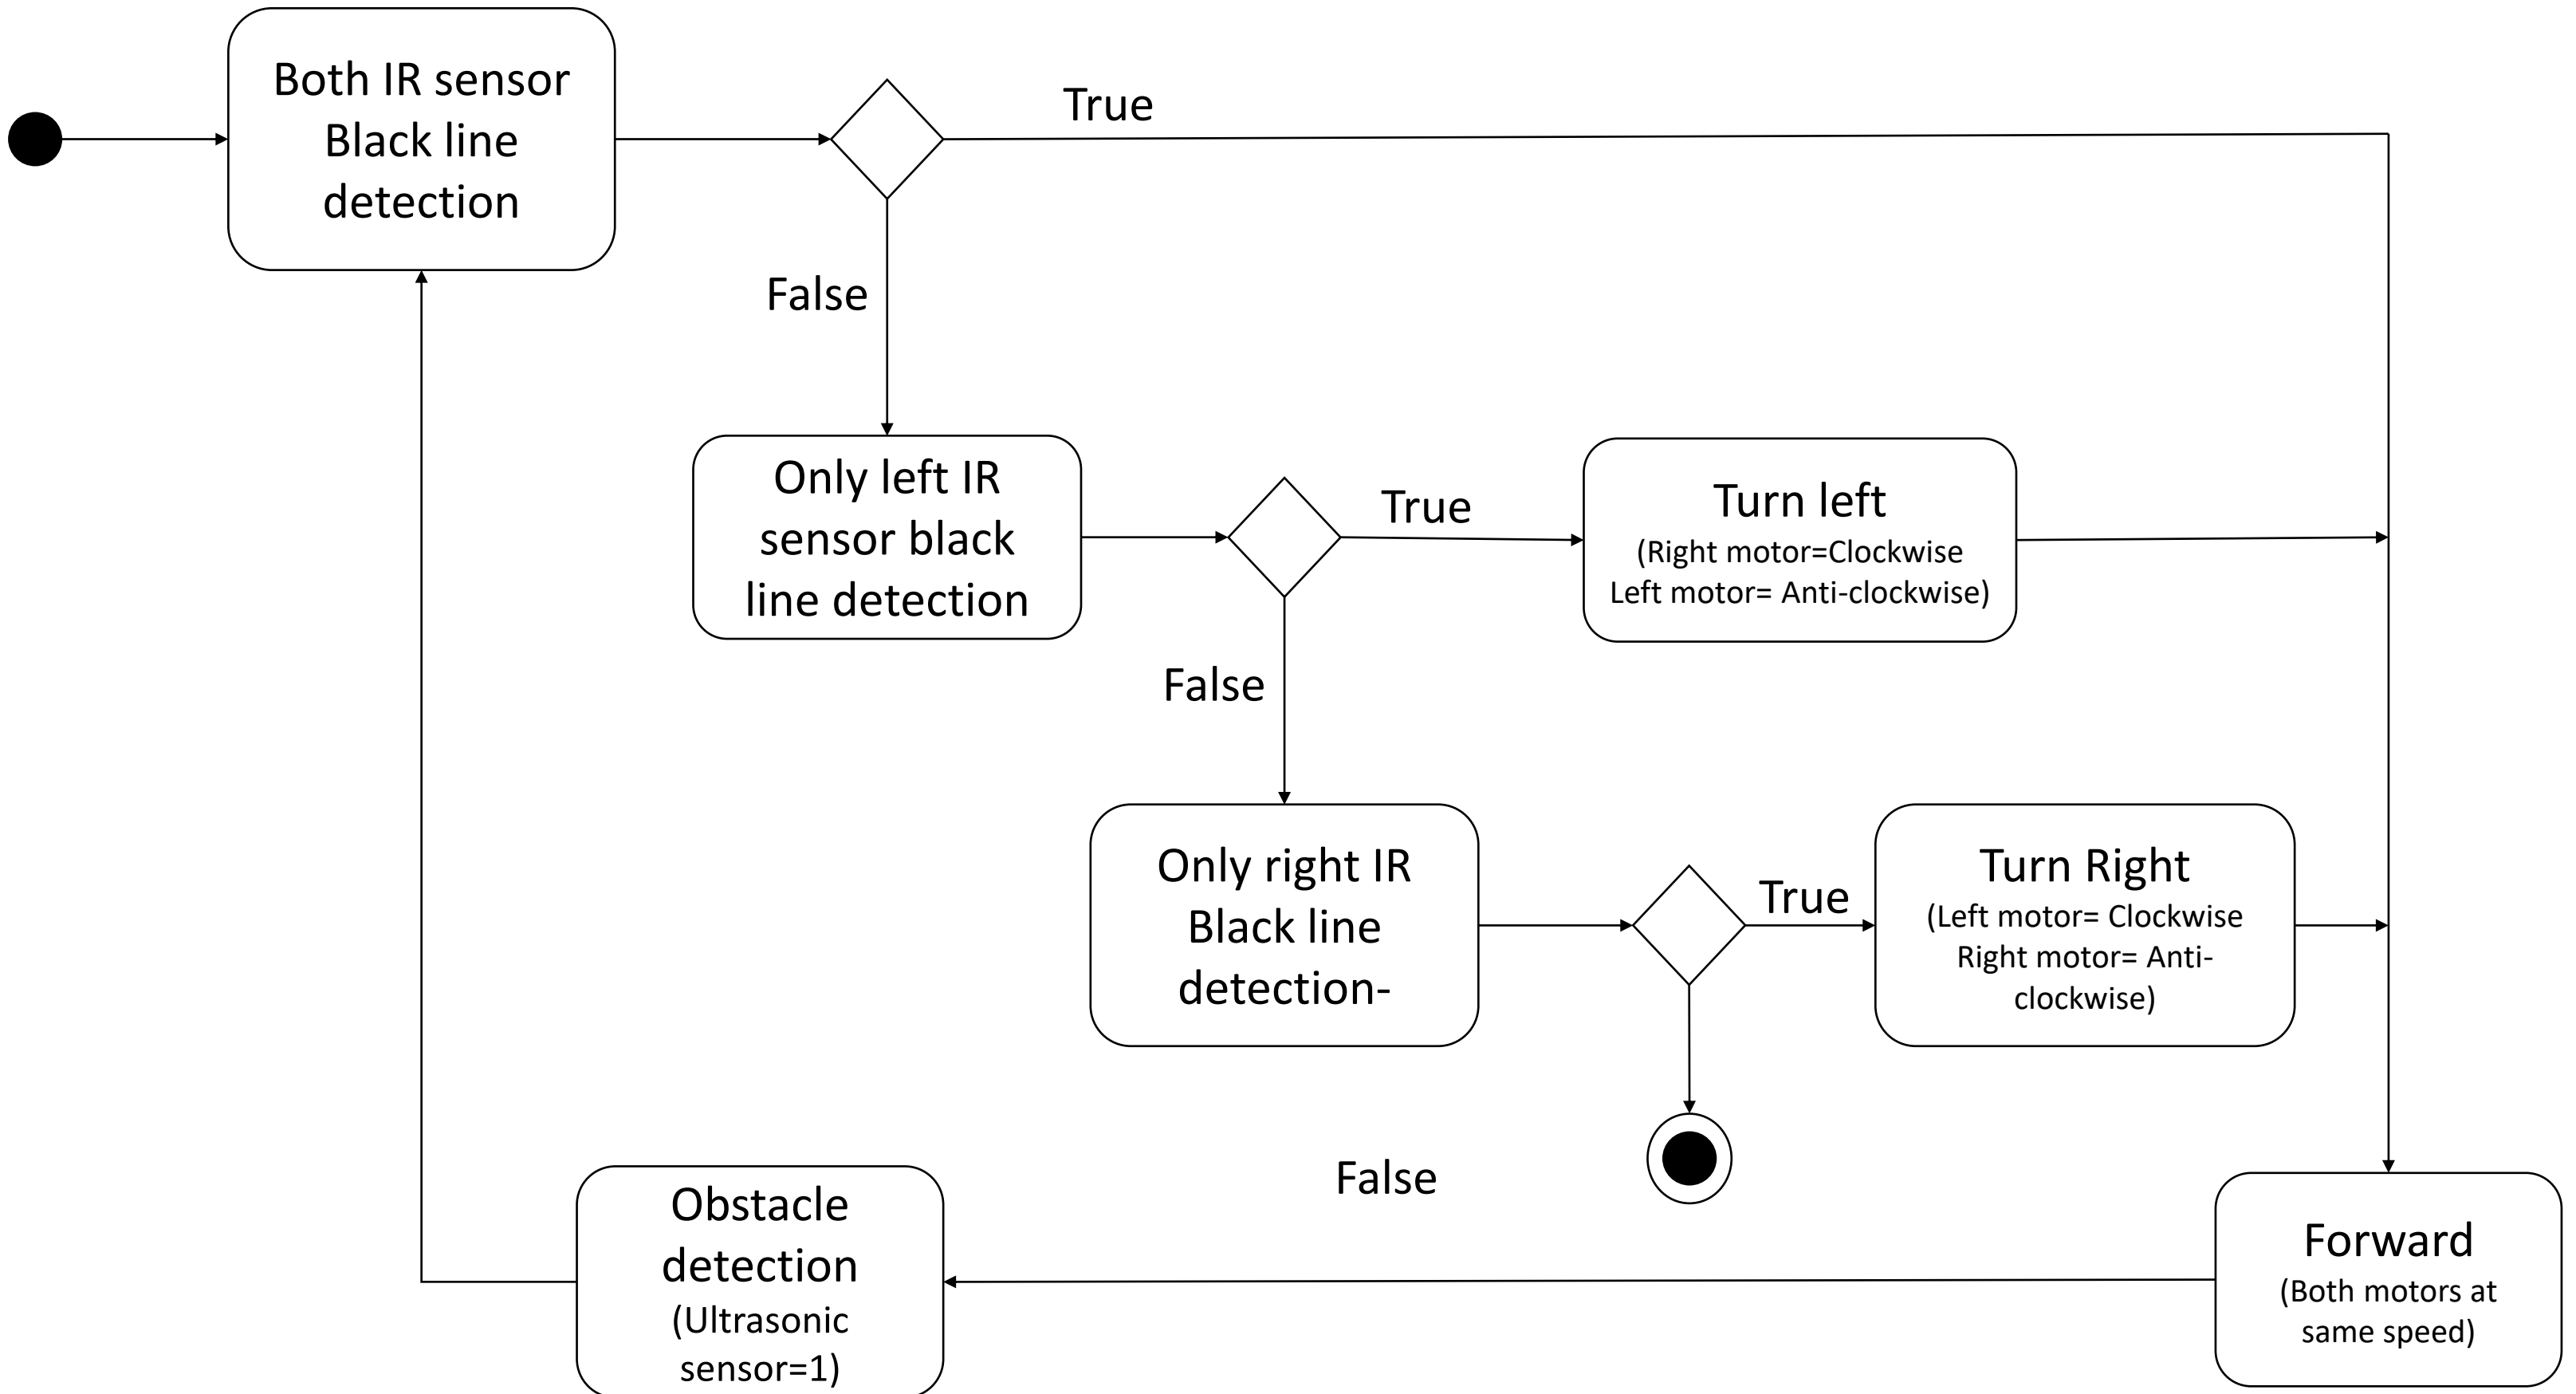 Both IR sensor
Black line
detection
True
False
Only left IR
sensor black
line detection
True
Turn left
(Right motor=Clockwise
Left motor= Anti-clockwise)
False
Only right IR
Black line
detection-
True
Turn Right
(Left motor= Clockwise
Right motor= Anti-
clockwise)
False
Obstacle
detection
(Ultrasonic
sensor=1)
Forward
(Both motors at
same speed)